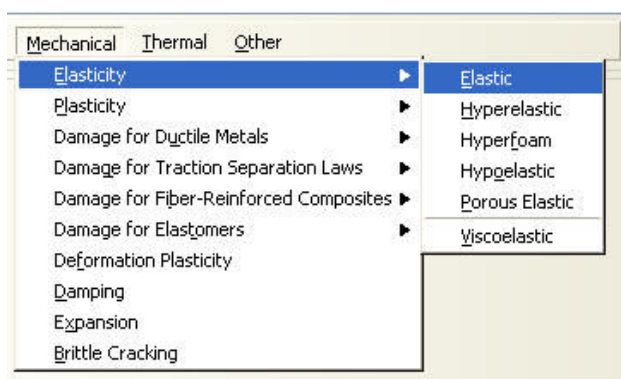 Mechanical Thermal Other
Elasticity
Plasticity
Damage for Ductile Metals
Damage for Traction Separation Laws
Damage for Fiber-Reinforced Composites
Damage for Elastomers
Deformation Plasticity
Damping
Expansion
Brittle Cracking
Elastic
Hyperelastic
Hyperfoam
Hypoelastic
Porous Elastic
Viscoelastic